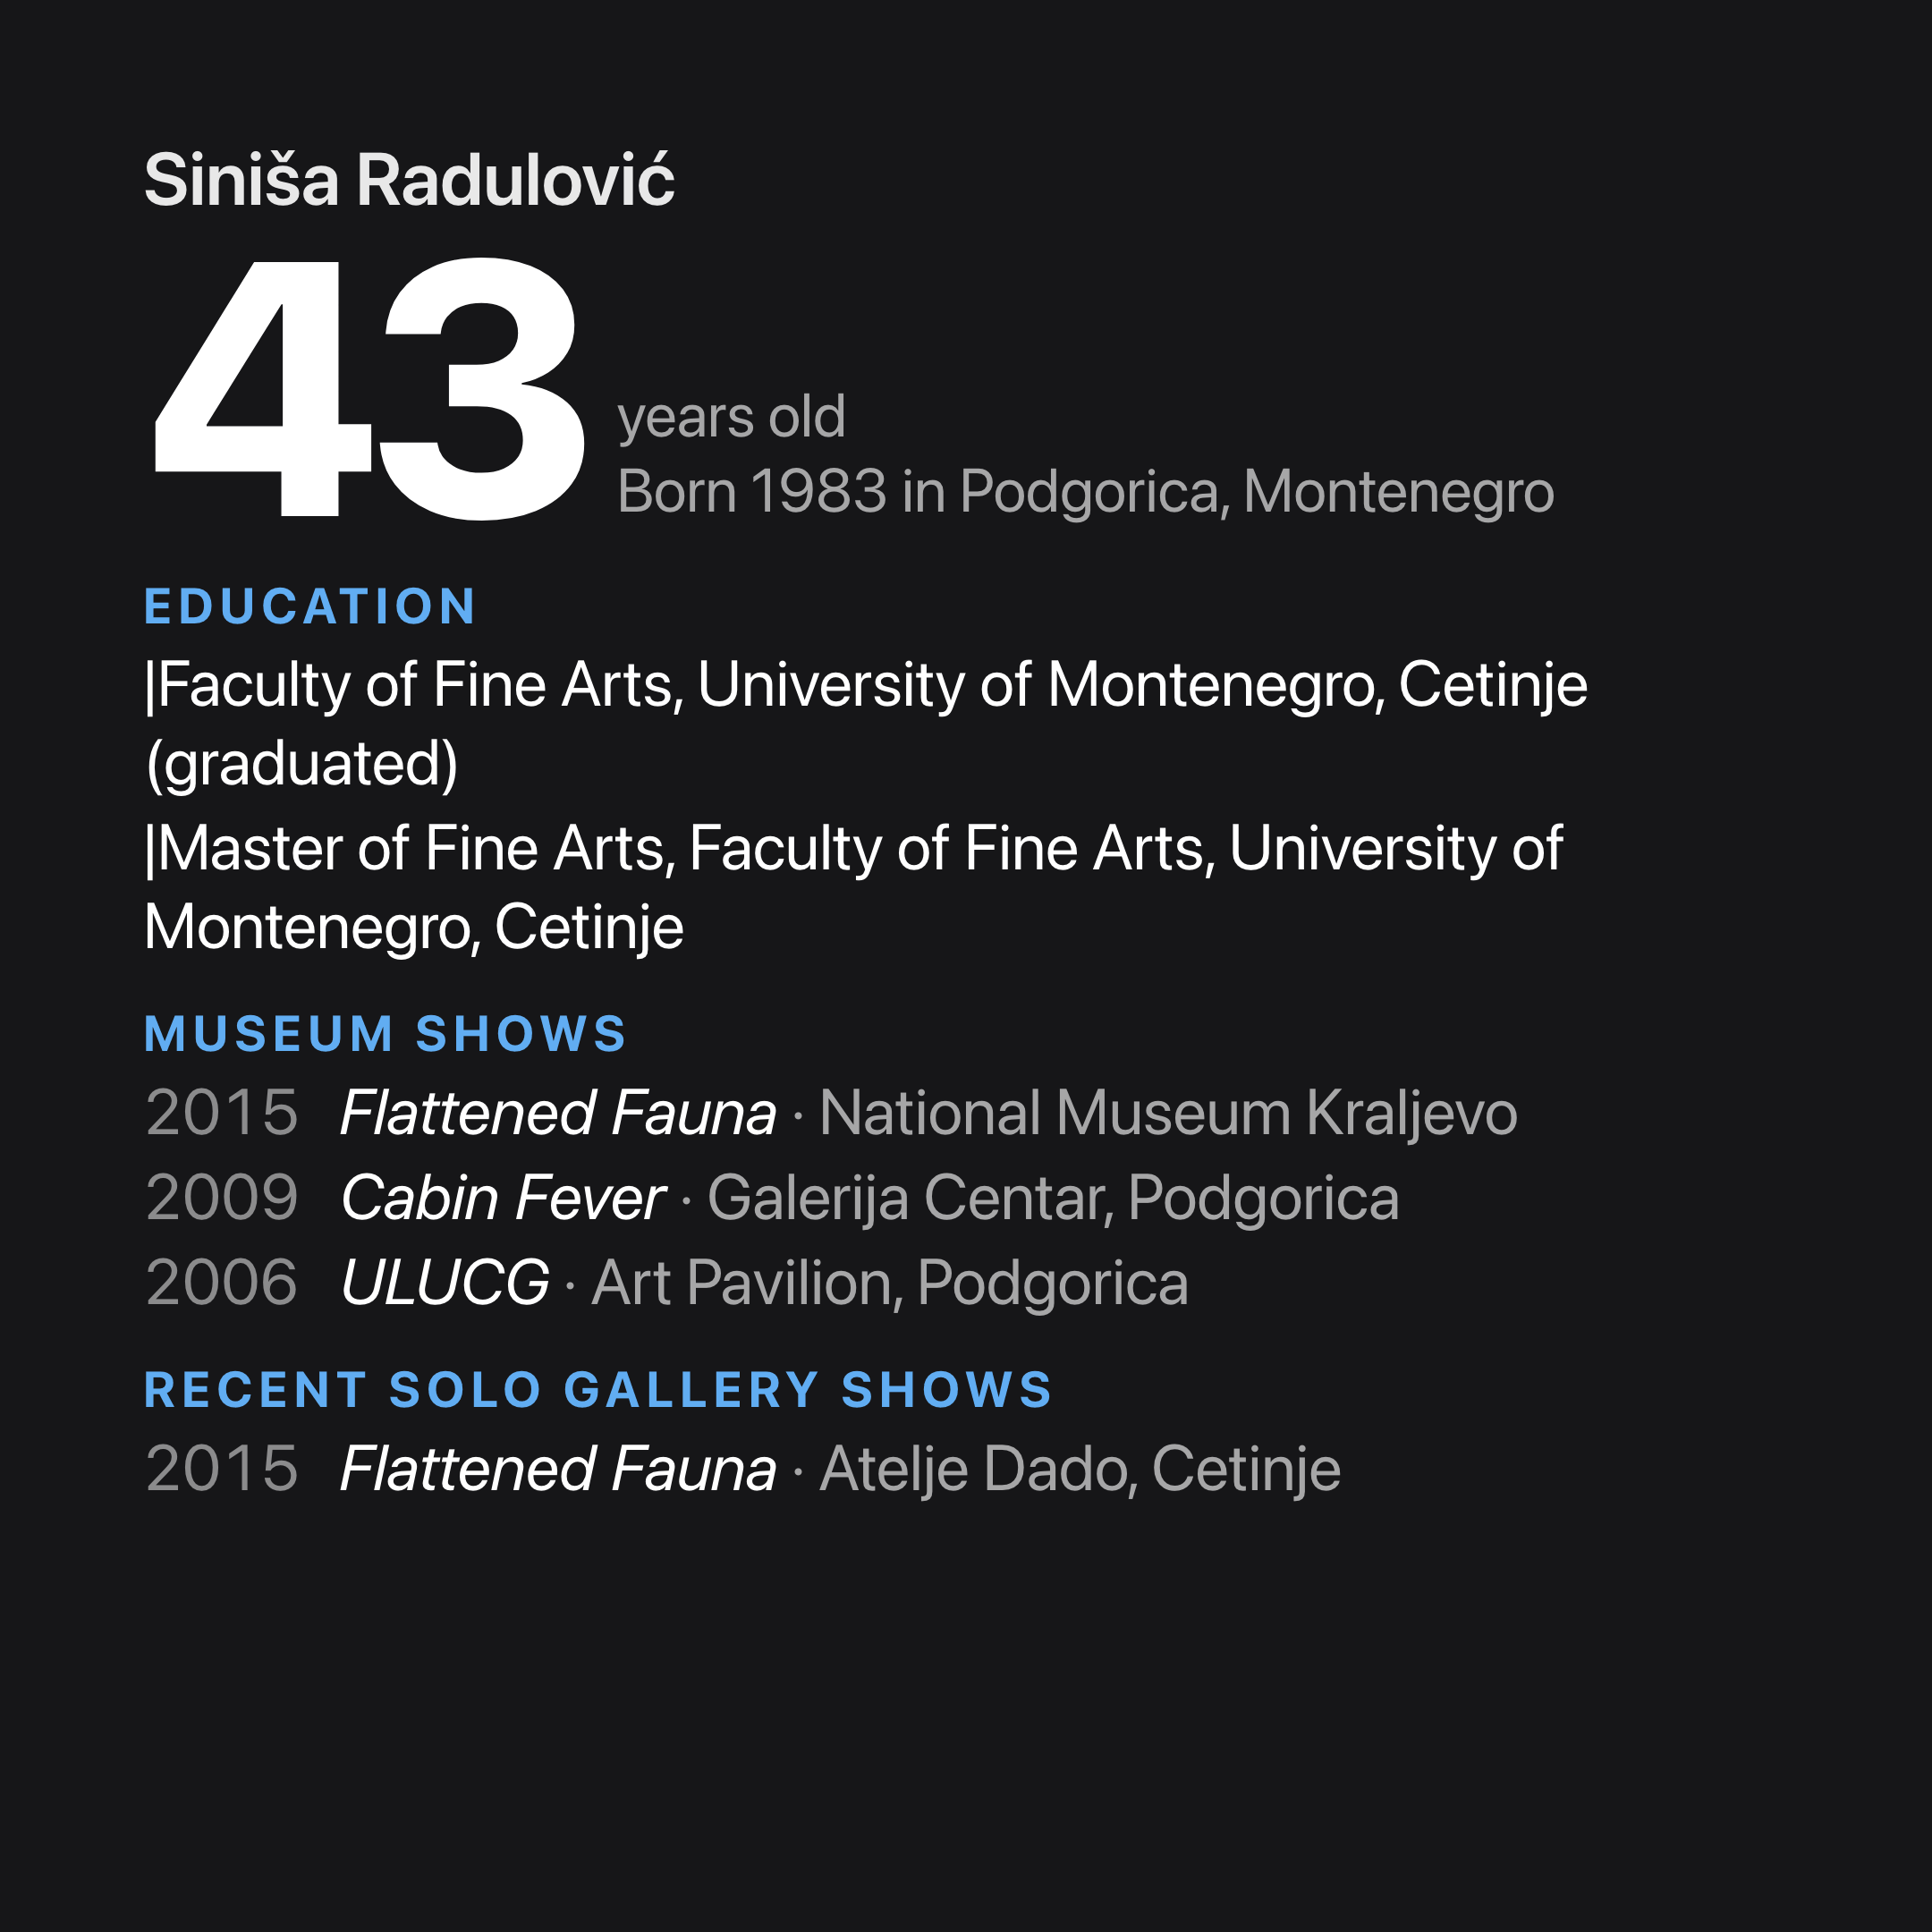 Siniša Radulović
43
years old
Born 1983 in Podgorica, Montenegro
EDUCATION
|Faculty of Fine Arts, University of Montenegro, Cetinje
(graduated)
|Master of Fine Arts, Faculty of Fine Arts, University of
Montenegro, Cetinje
MUSEUM SHOWS
2015 Flattened Fauna · National Museum Kraljevo
2009 Cabin Fever · Galerija Centar, Podgorica
2006 ULUCG · Art Pavilion, Podgorica
RECENT SOLO GALLERY SHOWS
2015 Flattened Fauna · Atelje Dado, Cetinje